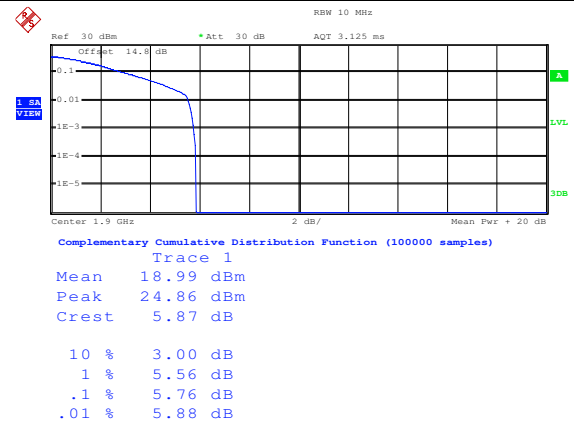 RBW 10 MHz
Ref 30 dBm * Att 30 dB AQT 3.125 ms
Offset 14.8 dB
0.1
A
0.01
1 SA
VIEW
LVL
1E-3
1E-4
1E-5
3DB
Center 1.9 GHz 2 dB/ Mean Pwr + 20 dB
Complementary Cumulative Distribution Function (100000 samples)
Trace 1
Mean 18.99 dBm
Peak 24.86 dBm
Crest 5.87 dB
10 % 3.00 dB
1 % 5.56 dB
.1 % 5.76 dB
.01 % 5.88 dB